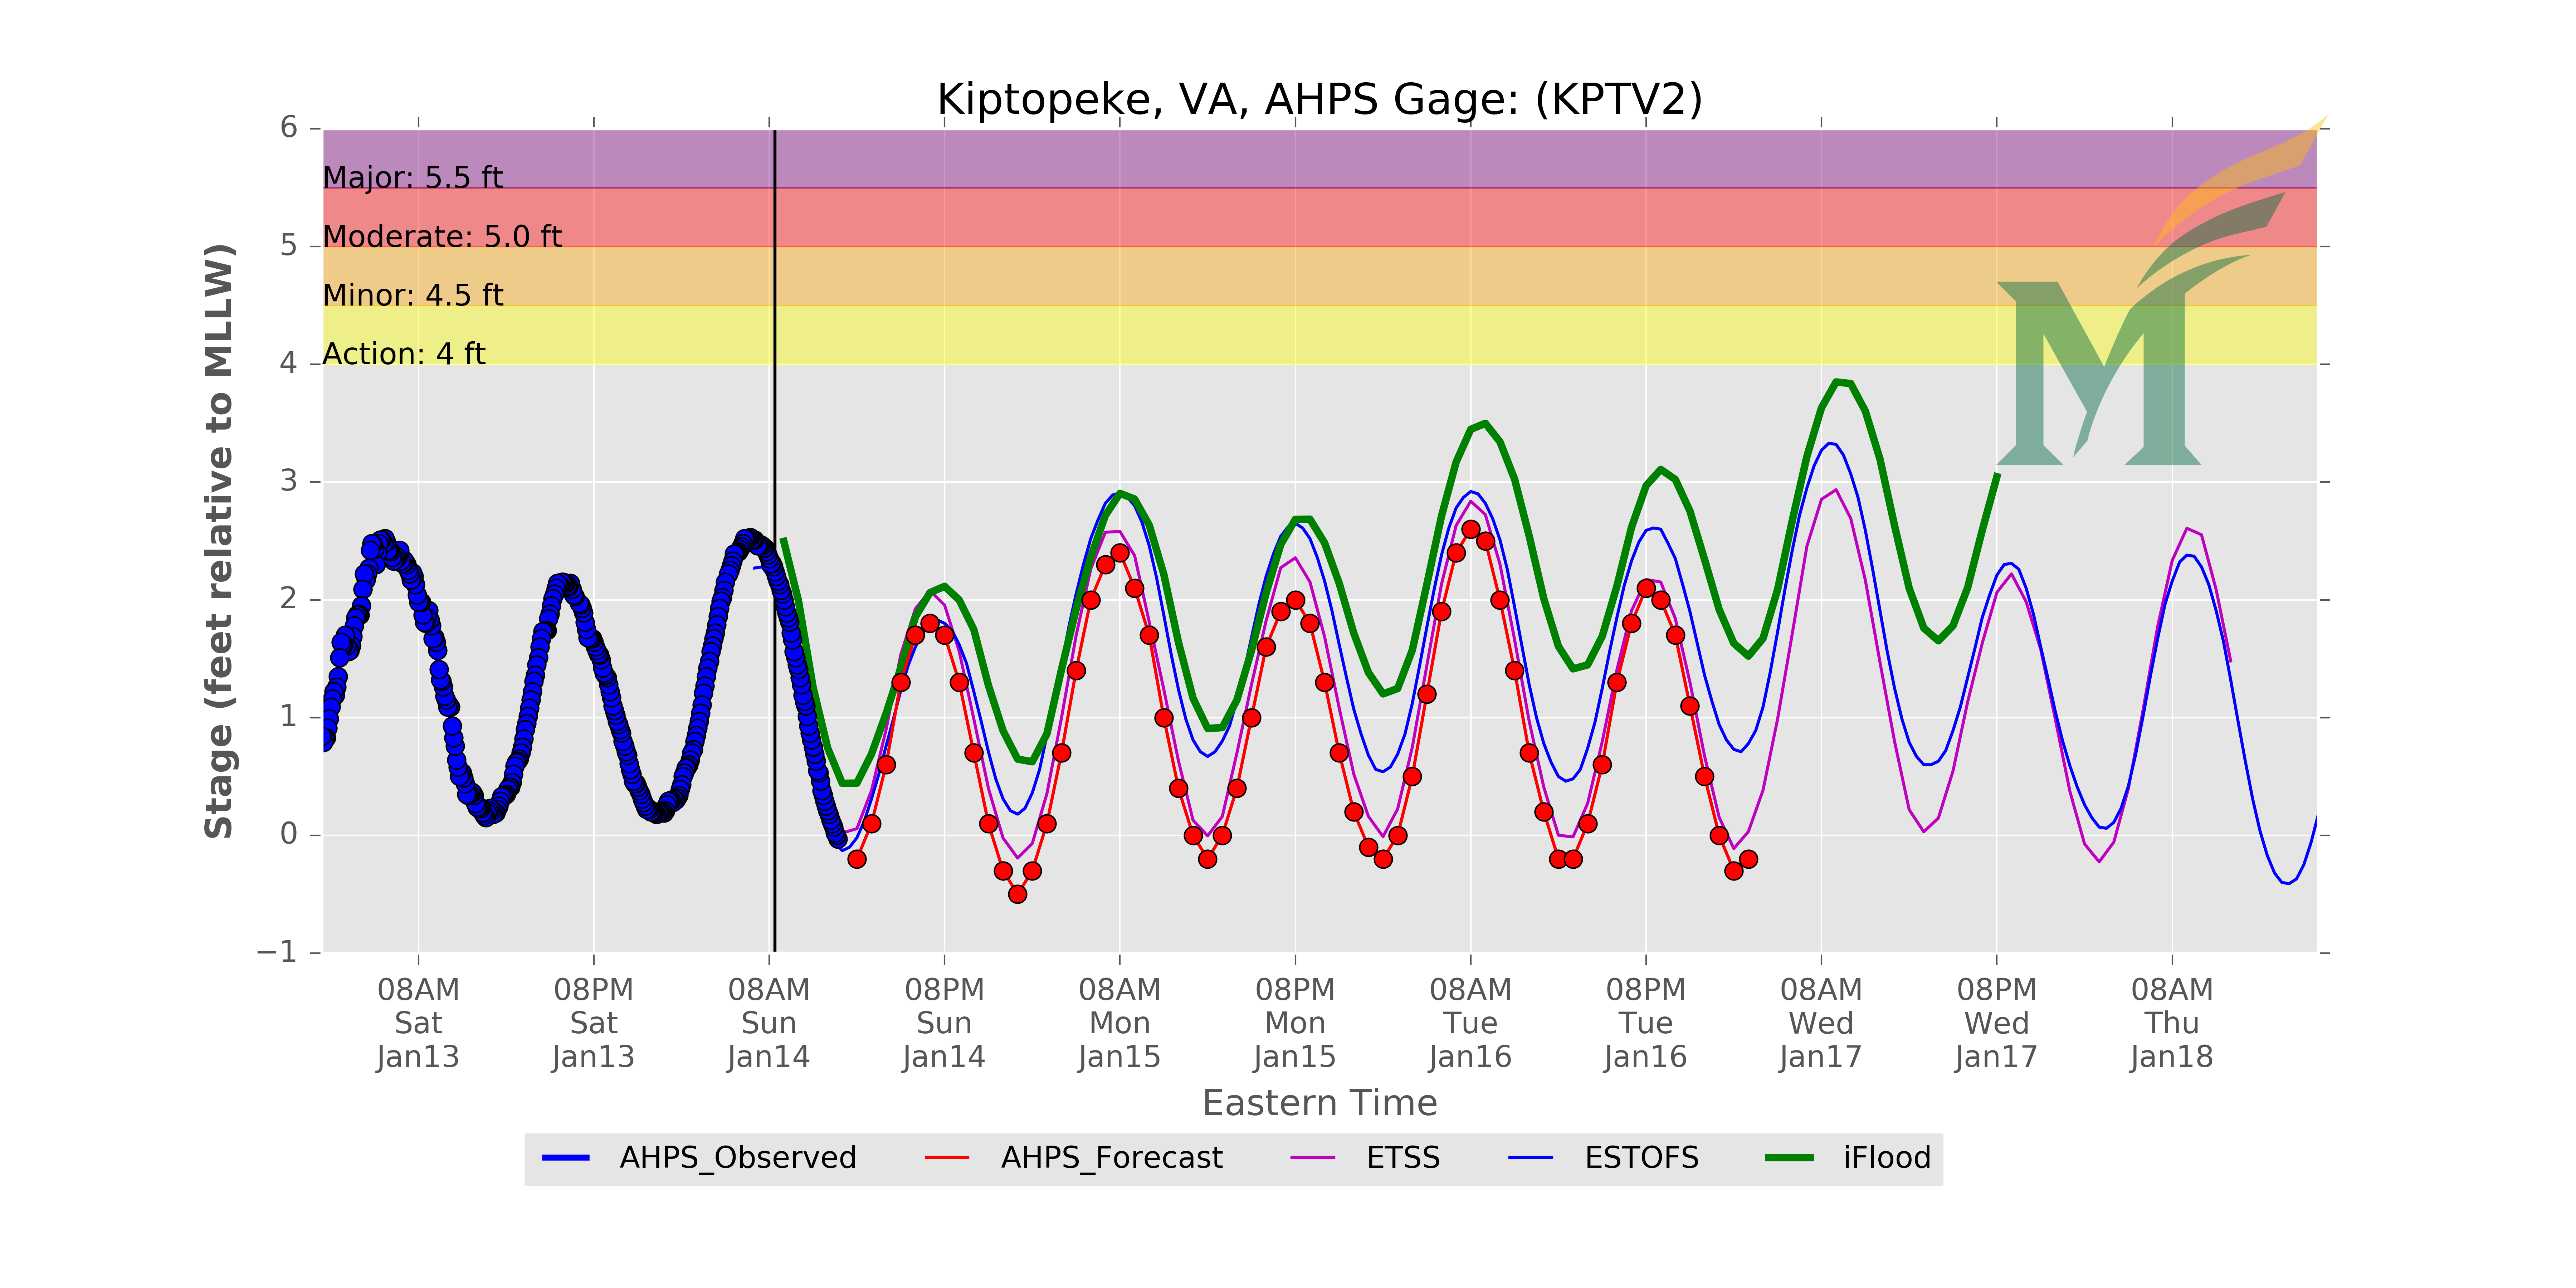 Kiptopeke, VA, AHPS Gage: (KPTV2)
6
5
4
3
2
1
0
−1
Stage (feet relative to MLLW)
Major: 5.5 ft
Moderate: 5.0 ft
Minor: 4.5 ft
Action: 4 ft
M
08AM Sat Jan13
08PM Sat Jan13
08AM Sun Jan14
08PM Sun Jan14
08AM Mon Jan15
08PM Mon Jan15
08AM Tue Jan16
08PM Tue Jan16
08AM Wed Jan17
08PM Wed Jan17
08AM Thu Jan18
Eastern Time
AHPS_Observed
AHPS_Forecast
ETSS
ESTOFS
iFlood